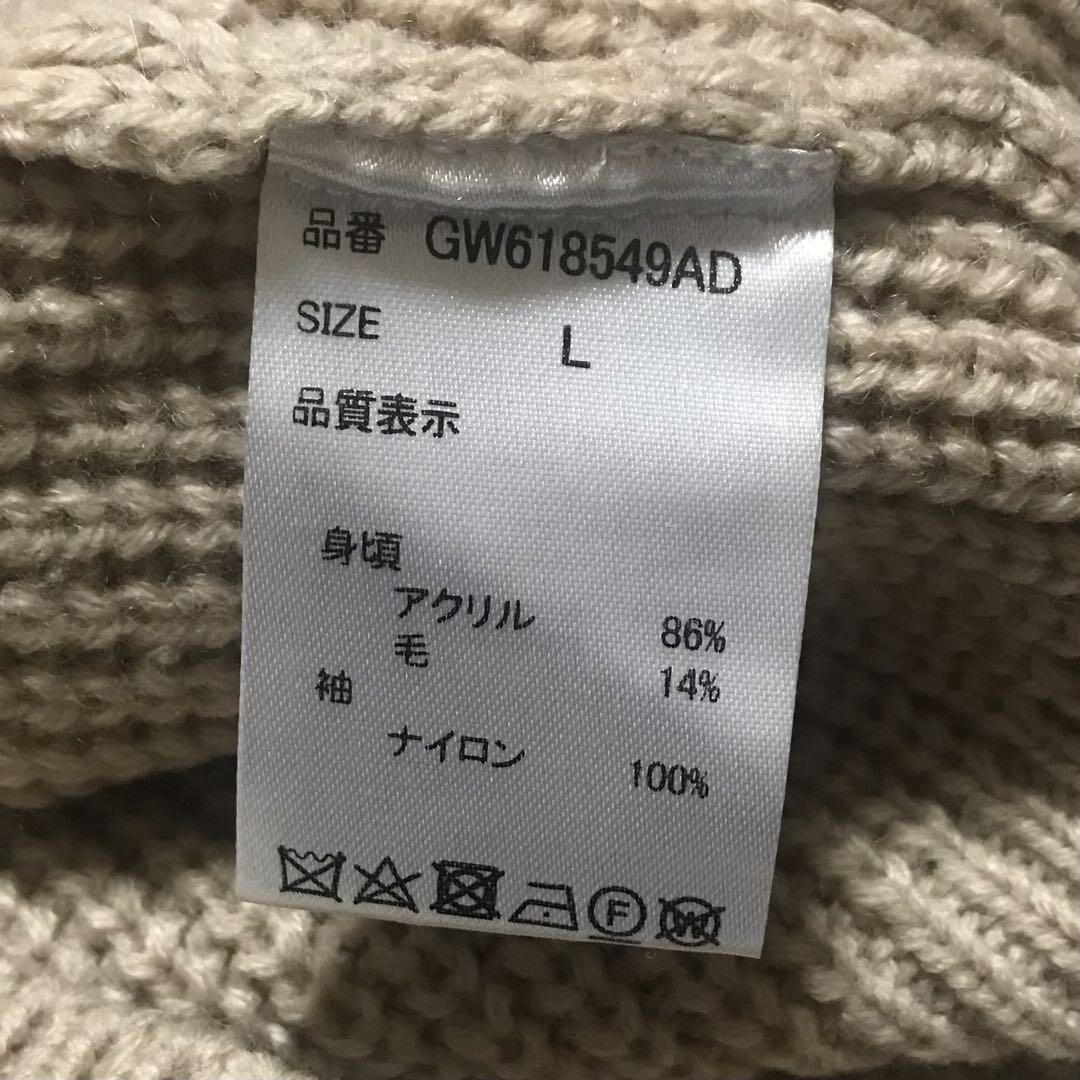 品番 GW618549AD
SIZE L
品質表示
身頃
アクリル 86%
毛 14%
袖
ナイロン 100%
F W